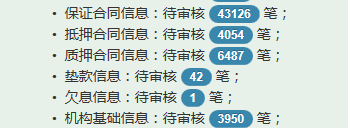 • 保证合同信息：待审核 43126 笔；
• 抵押合同信息：待审核 4054 笔；
• 质押合同信息：待审核 6487 笔；
• 垫款信息：待审核 42 笔；
• 欠息信息：待审核 1 笔；
• 机构基础信息：待审核 3950 笔；